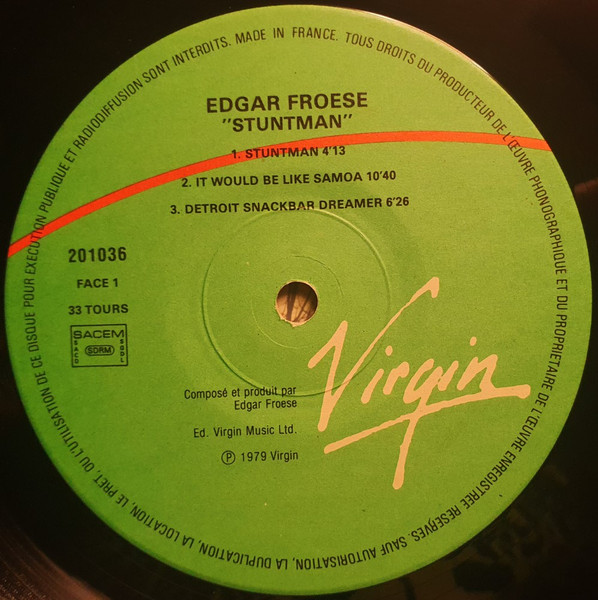 EDGAR FROESE
"STUNTMAN"
1. STUNTMAN 4'13
2. IT WOULD BE LIKE SAMOA 10'40
3. DETROIT SNACKBAR DREAMER 6'26
201036
FACE 1
33 TOURS
SACEM
SACD
SDRM
SGDL
Virgin
Composé et produit par
Edgar Froese
Ed. Virgin Music Ltd.
℗ 1979 Virgin
MADE IN FRANCE. TOUS DROITS DU PRODUCTEUR DE L'ŒUVRE PHONOGRAPHIQUE ET DU PROPRIETAIRE DE L'ŒUVRE ENREGISTREE RESERVES. SAUF AUTORISATION, LA DUPLICATION, LA LOCATION, LE PRET, OU L'UTILISATION DE CE DISQUE POUR EXECUTION PUBLIQUE ET RADIODIFFUSION SONT INTERDITS.